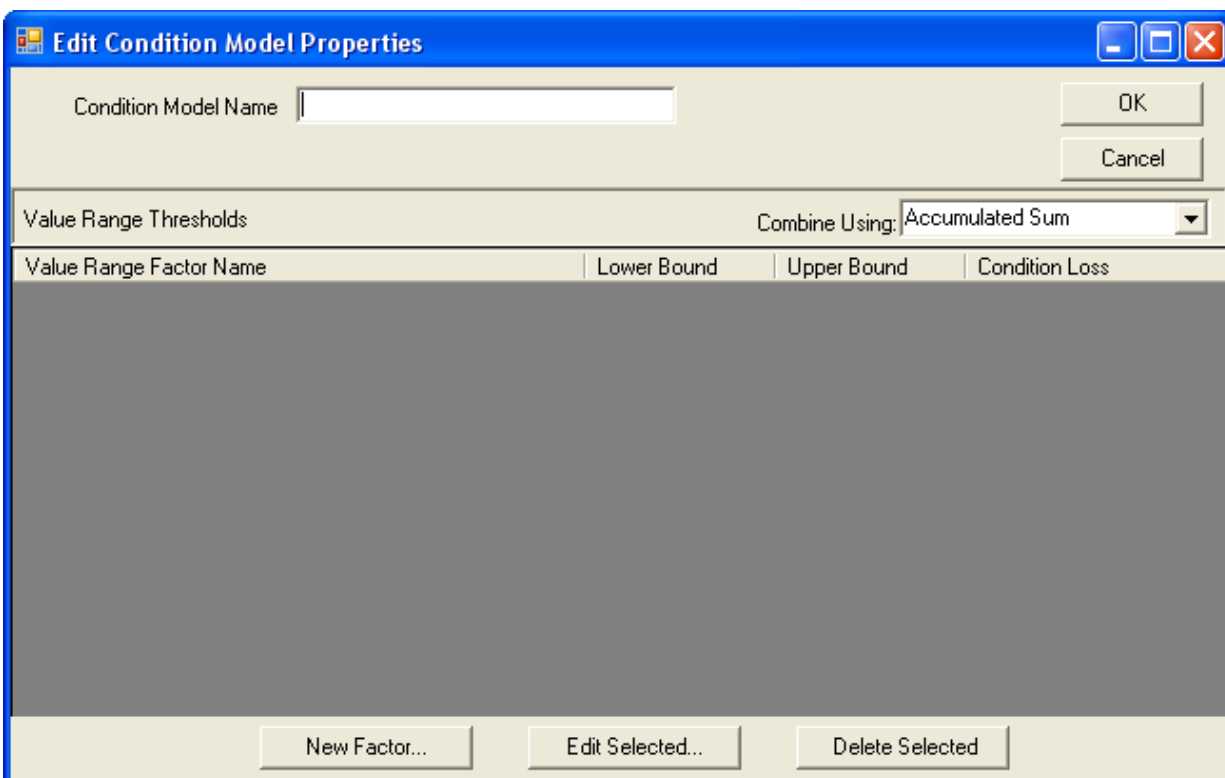 Edit Condition Model Properties
Condition Model Name
OK
Cancel
Value Range Thresholds Combine Using: Accumulated Sum
Value Range Factor Name Lower Bound Upper Bound Condition Loss
New Factor... Edit Selected... Delete Selected